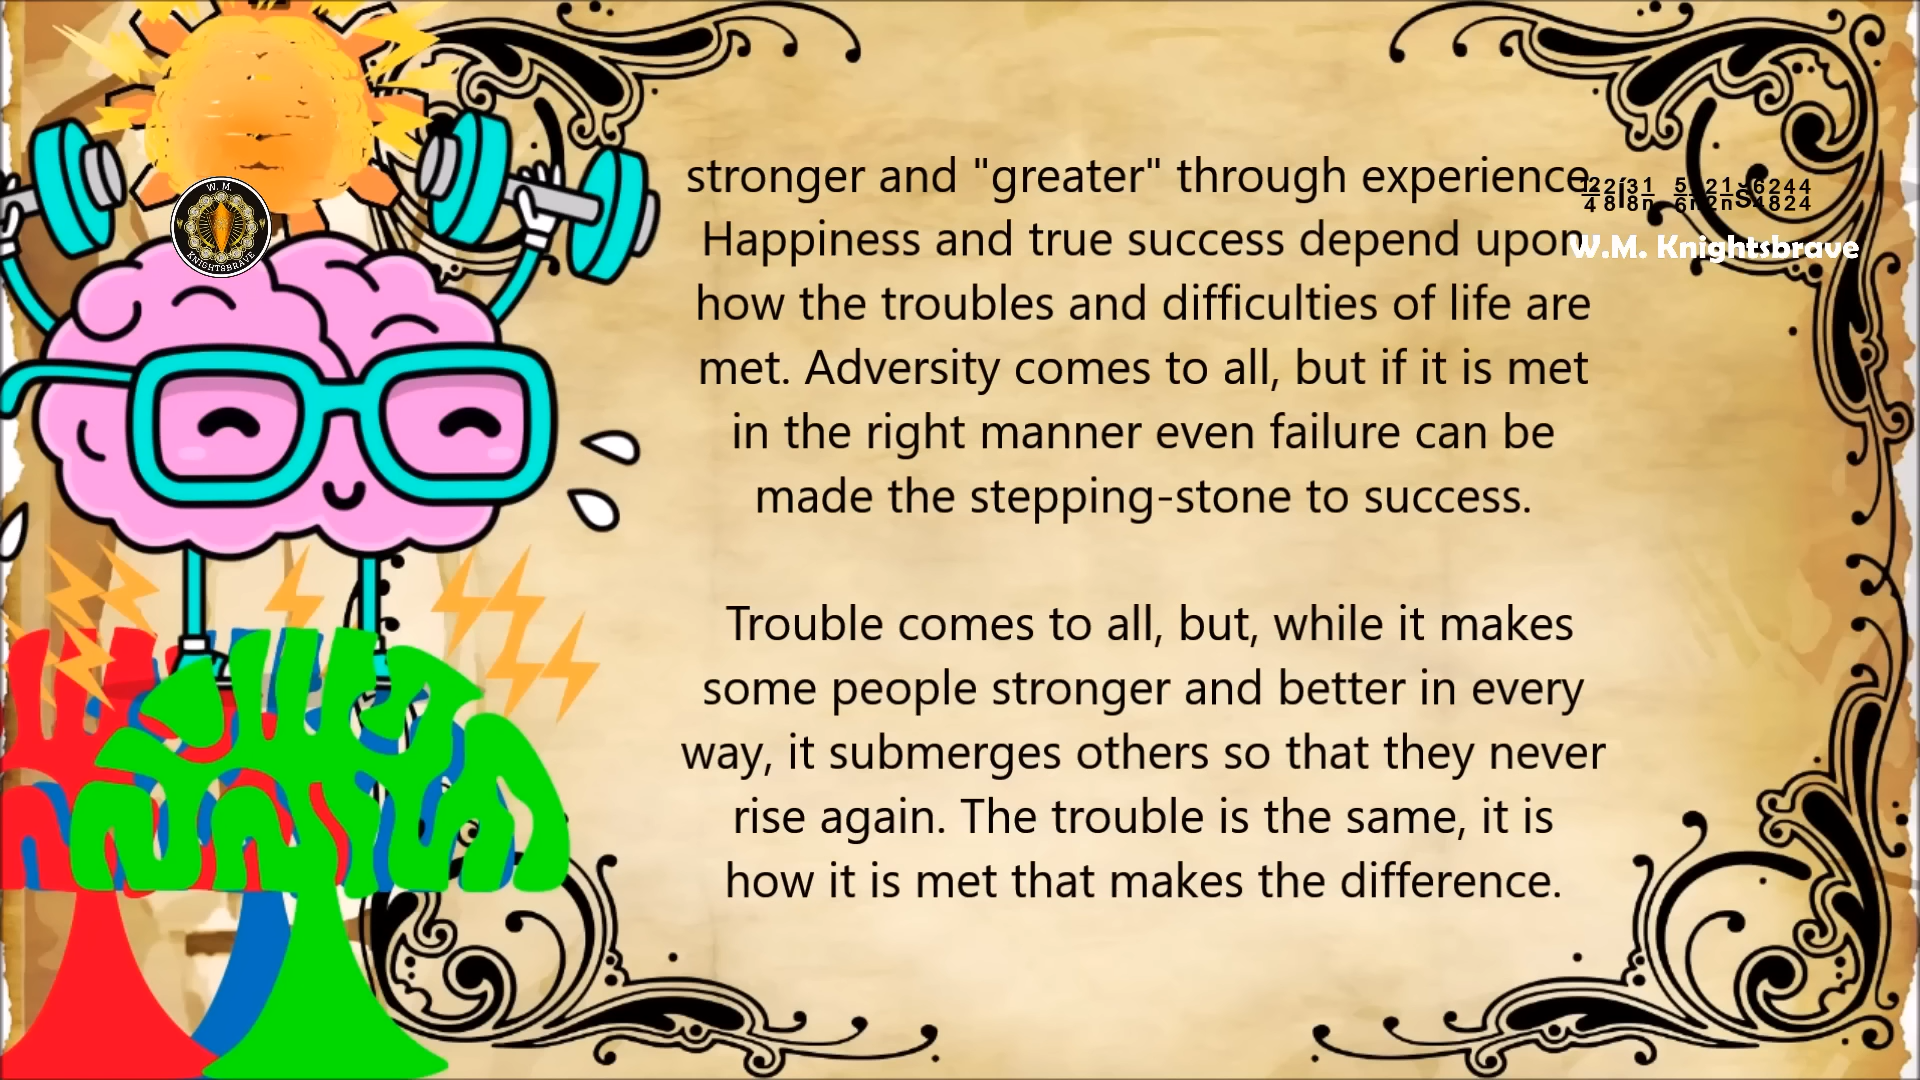 W. M.
KNIGHTSBRAVE
stronger and "greater" through experience.
Happiness and true success depend upon
how the troubles and difficulties of life are
met. Adversity comes to all, but if it is met
in the right manner even failure can be
made the stepping-stone to success.
Trouble comes to all, but, while it makes
some people stronger and better in every
way, it submerges others so that they never
rise again. The trouble is the same, it is
how it is met that makes the difference.
W.M. Knightsbrave